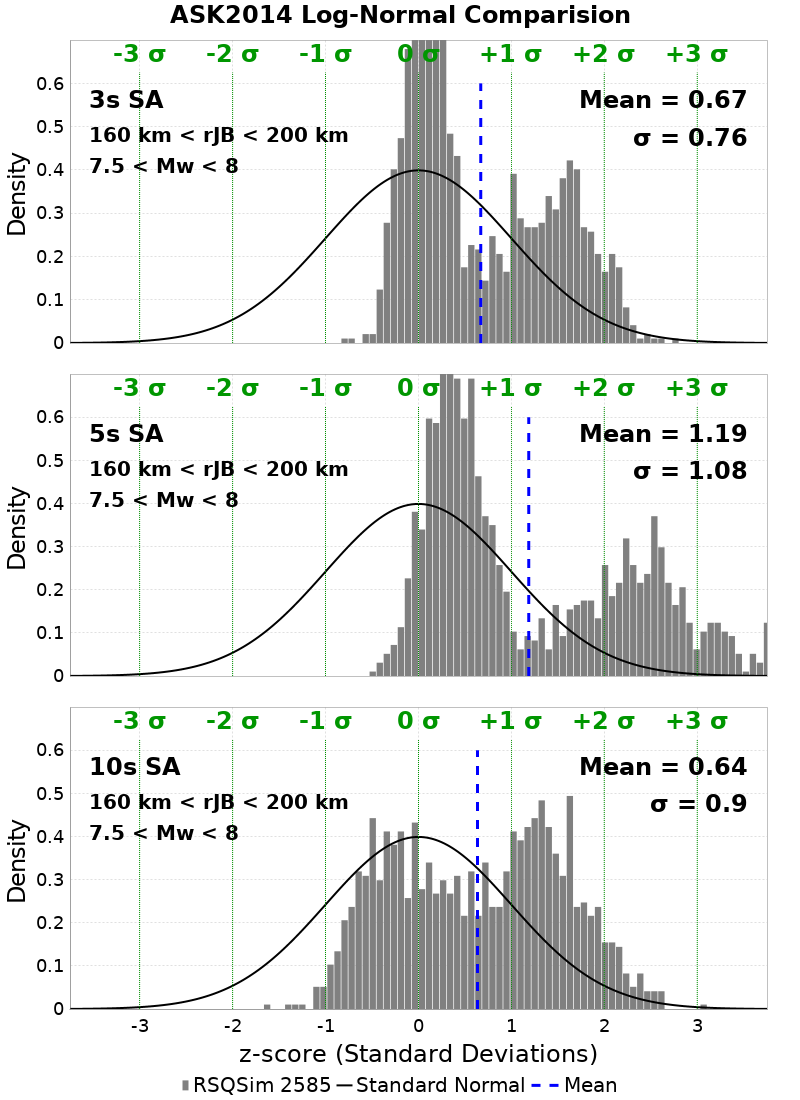 ASK2014 Log-Normal Comparision
-3 σ -2 σ -1 σ 0 σ +1 σ +2 σ +3 σ
0.6
3s SA Mean = 0.67
0.5
160 km < rJB < 200 km σ = 0.76
7.5 < Mw < 8
0.4
0.3
0.2
0.1
0
Density
-3 σ -2 σ -1 σ 0 σ +1 σ +2 σ +3 σ
0.6
5s SA Mean = 1.19
0.5
160 km < rJB < 200 km σ = 1.08
7.5 < Mw < 8
0.4
0.3
0.2
0.1
0
Density
-3 σ -2 σ -1 σ 0 σ +1 σ +2 σ +3 σ
0.6
10s SA Mean = 0.64
0.5
160 km < rJB < 200 km σ = 0.9
7.5 < Mw < 8
0.4
0.3
0.2
0.1
0
Density
-3 -2 -1 0 1 2 3
z-score (Standard Deviations)
RSQSim 2585 Standard Normal Mean